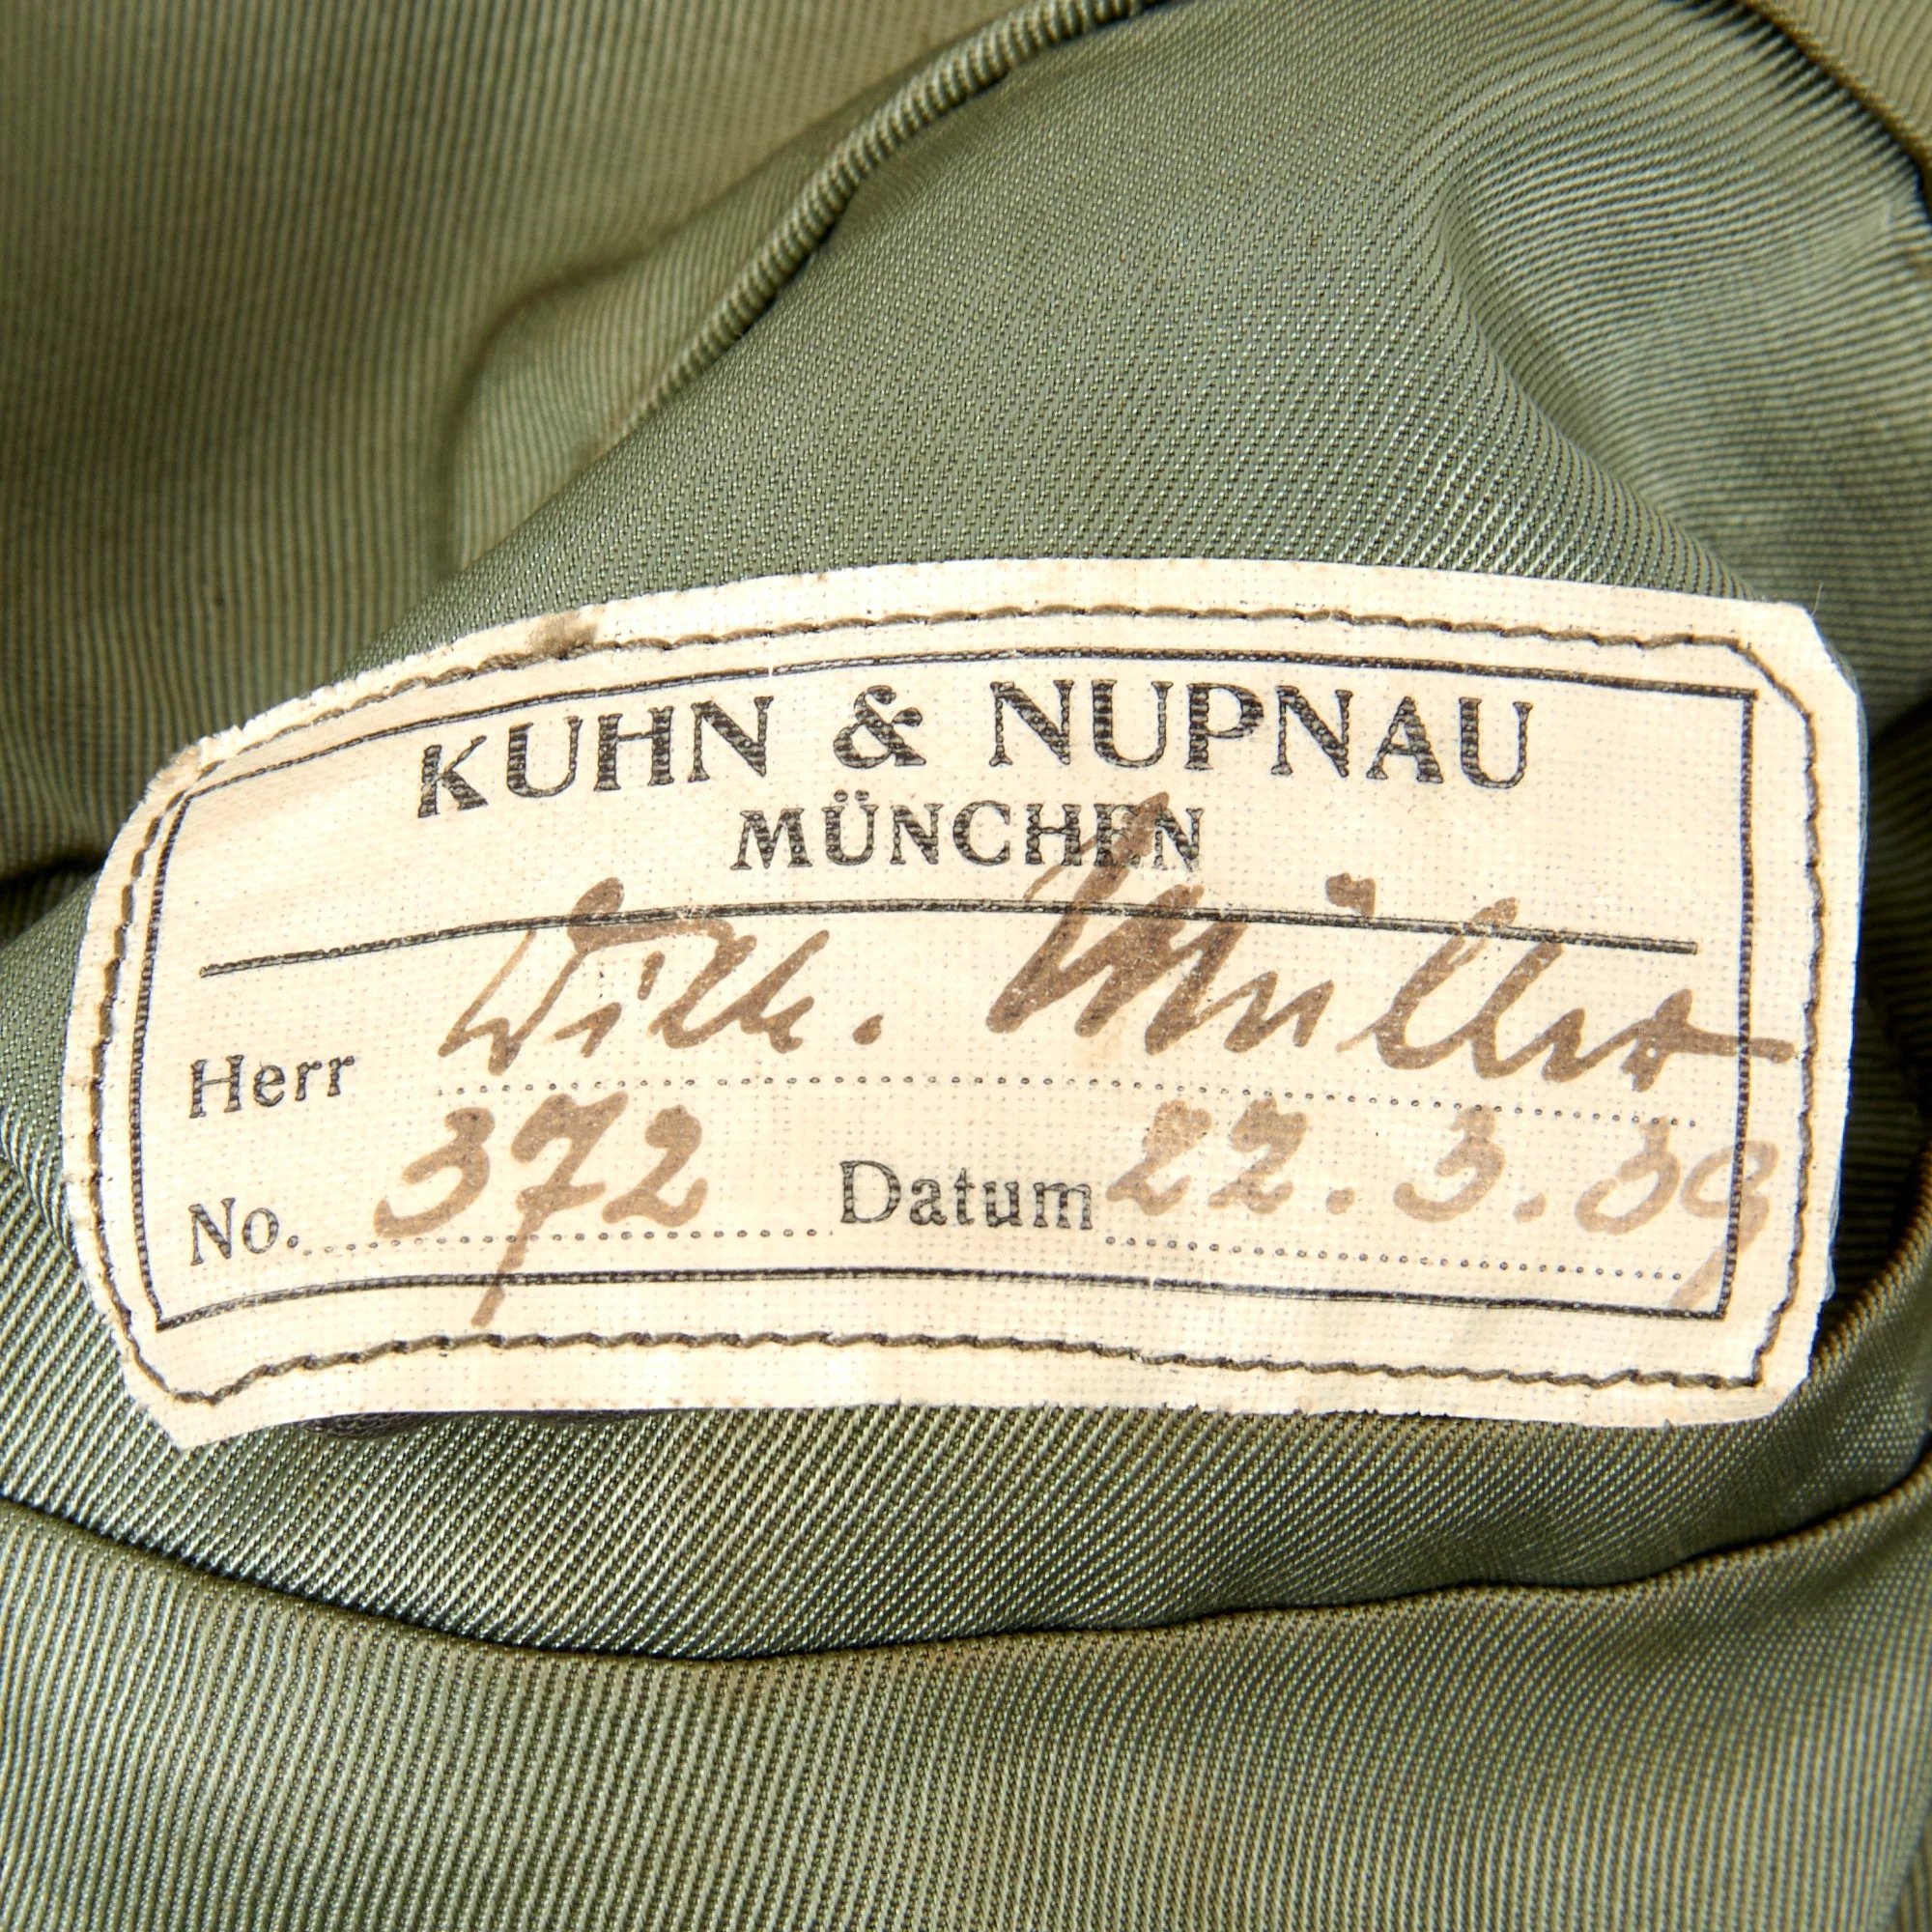 KUHN & NUPNAU
MÜNCHEN
Herr Wilh. Müller
No. 372 Datum 22.3.39